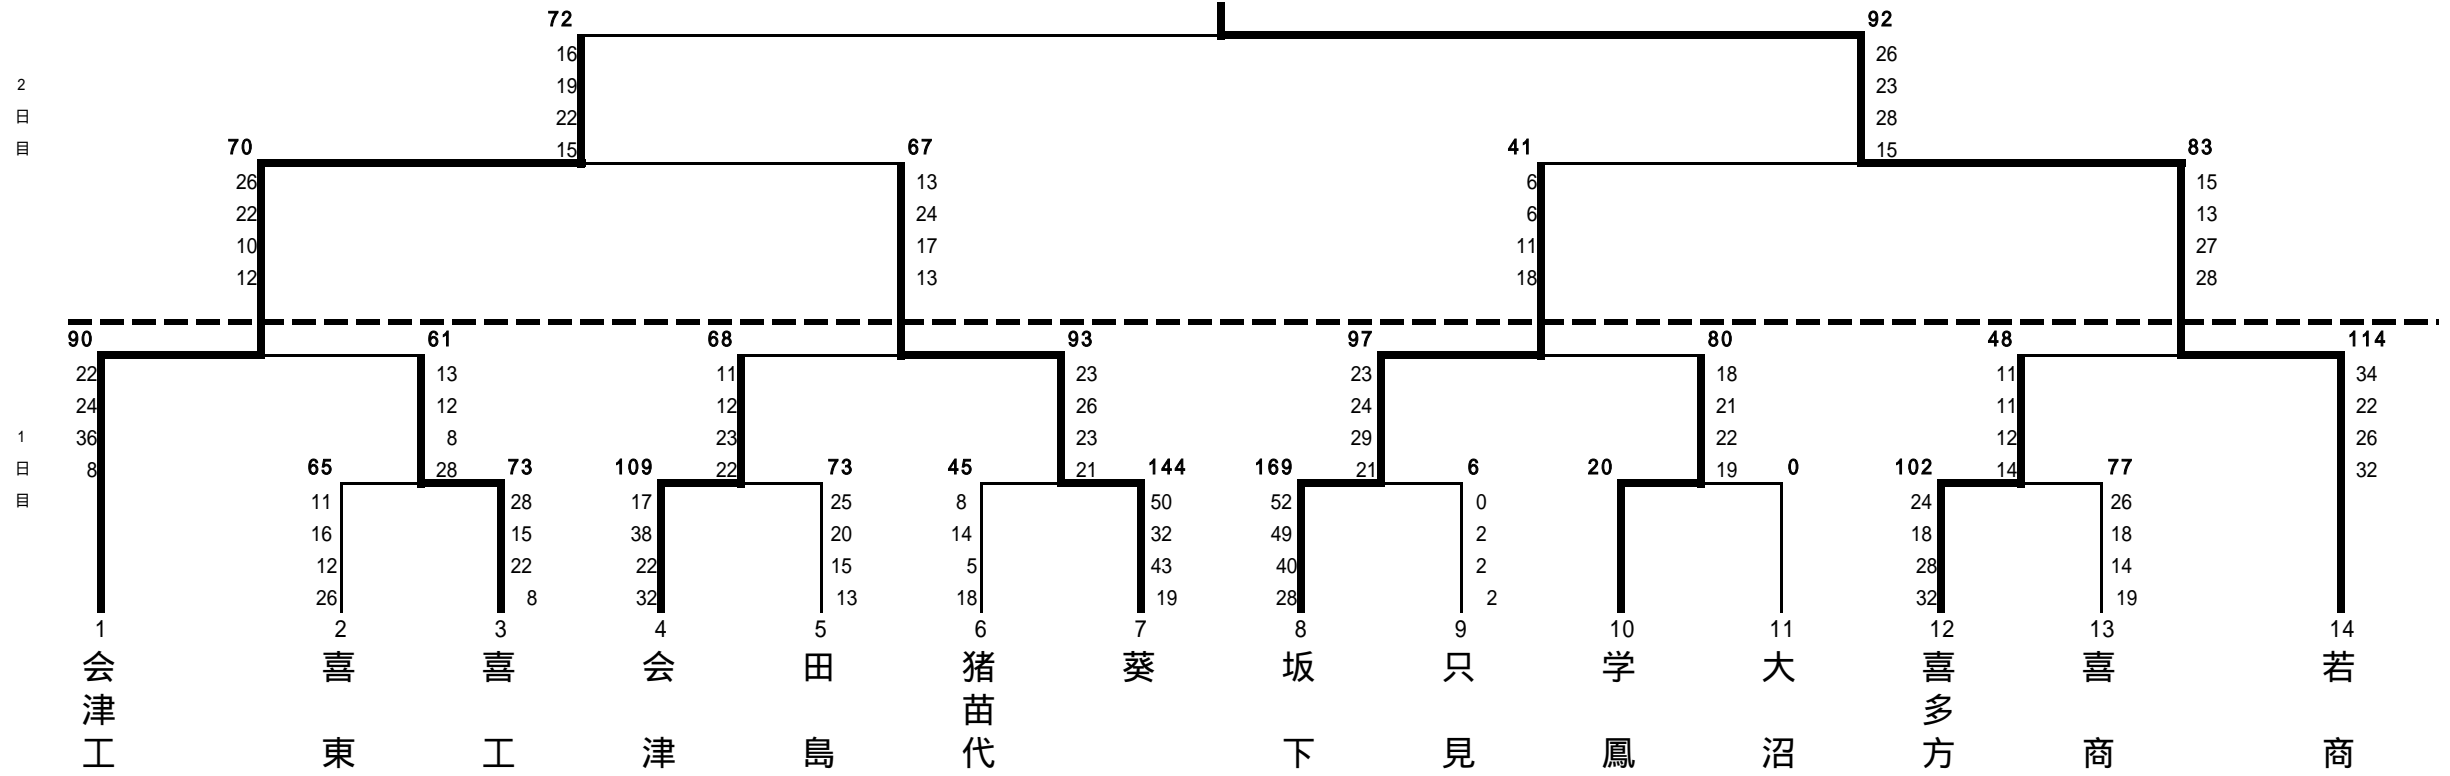 72 92
16 26
19 23
22 28
15 15
2日目
70 67 41 83
26 13 6 15
22 24 6 13
10 17 11 27
12 13 18 28
90 61 68 93 97 80 48 114
22 13 11 23 23 18 11 34
24 12 12 26 24 21 11 22
36 8 23 23 29 22 12 26
8 28 22 21 21 19 14 32
1日目
65 73 109 73 45 144 169 6 20 0 102 77
11 28 17 25 8 50 52 0 24 26
16 15 38 20 14 32 49 2 18 18
12 22 22 15 5 43 40 2 28 14
26 8 32 13 18 19 28 2 32 19
1 2 3 4 5 6 7 8 9 10 11 12 13 14
会津工
喜東
喜工
会津
田島
猪苗代
葵
坂下
只見
学鳳
大沼
喜多方
喜商
若商